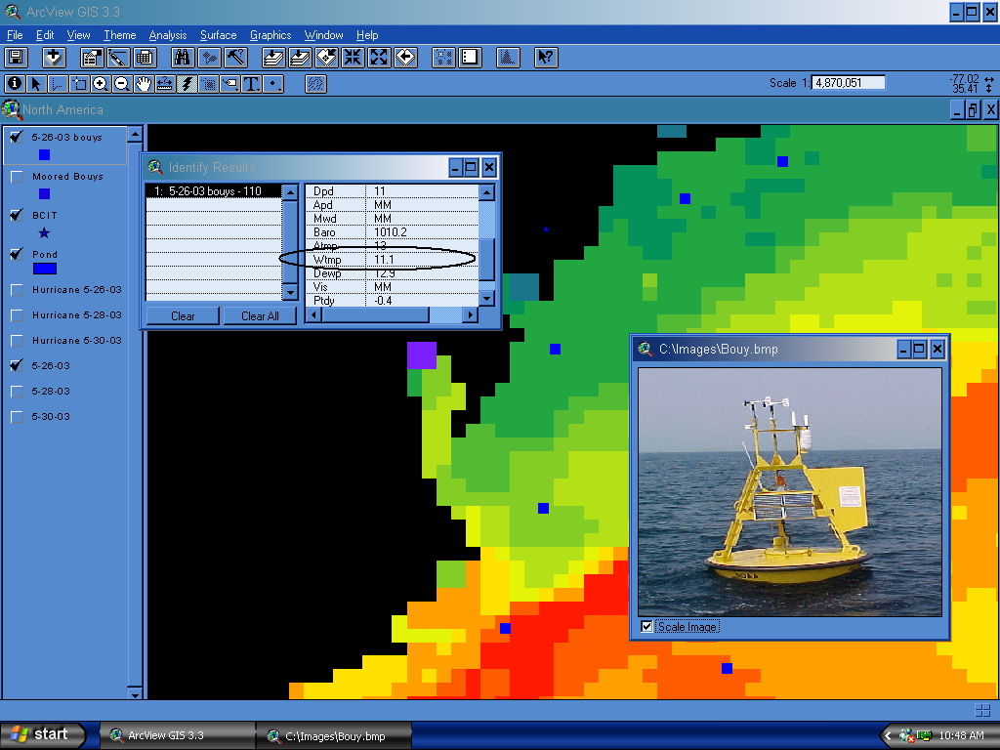 ArcView GIS 3.3
File Edit View Theme Analysis Surface Graphics Window Help
Scale 1: 4,870,051
-77.02
35.41
North America
5-26-03 bouys
Moored Bouys
BCIT
Pond
Hurricane 5-26-03
Hurricane 5-28-03
Hurricane 5-30-03
5-26-03
5-28-03
5-30-03
Identify Results
1: 5-26-03 bouys - 110
Clear
Clear All
Dpd 11
Apd MM
Mwd MM
Baro 1010.2
Atmp 13
Wtmp 11.1
Dewp 12.9
Vis MM
Ptdy -0.4
C:\Images\Bouy.bmp
NOAA
Scale Image
start
ArcView GIS 3.3
C:\Images\Bouy.bmp
10:48 AM